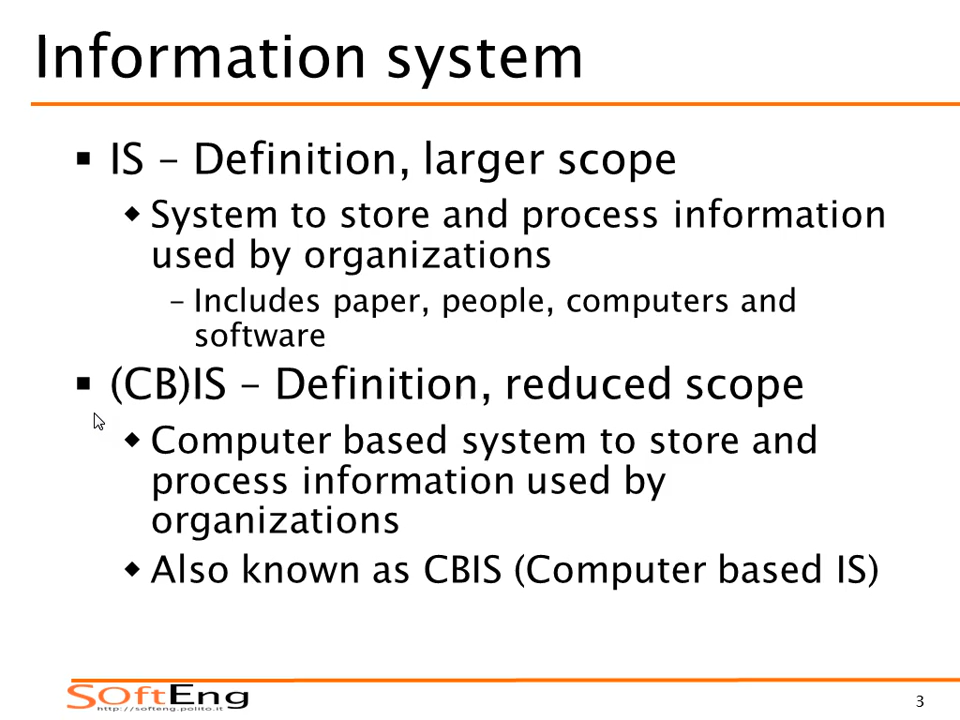 Information system
▪ IS – Definition, larger scope
◆ System to store and process information
used by organizations
– Includes paper, people, computers and
software
▪ (CB)IS – Definition, reduced scope
◆ Computer based system to store and
process information used by
organizations
◆ Also known as CBIS (Computer based IS)
SoftEng
http://softeng.polito.it
3